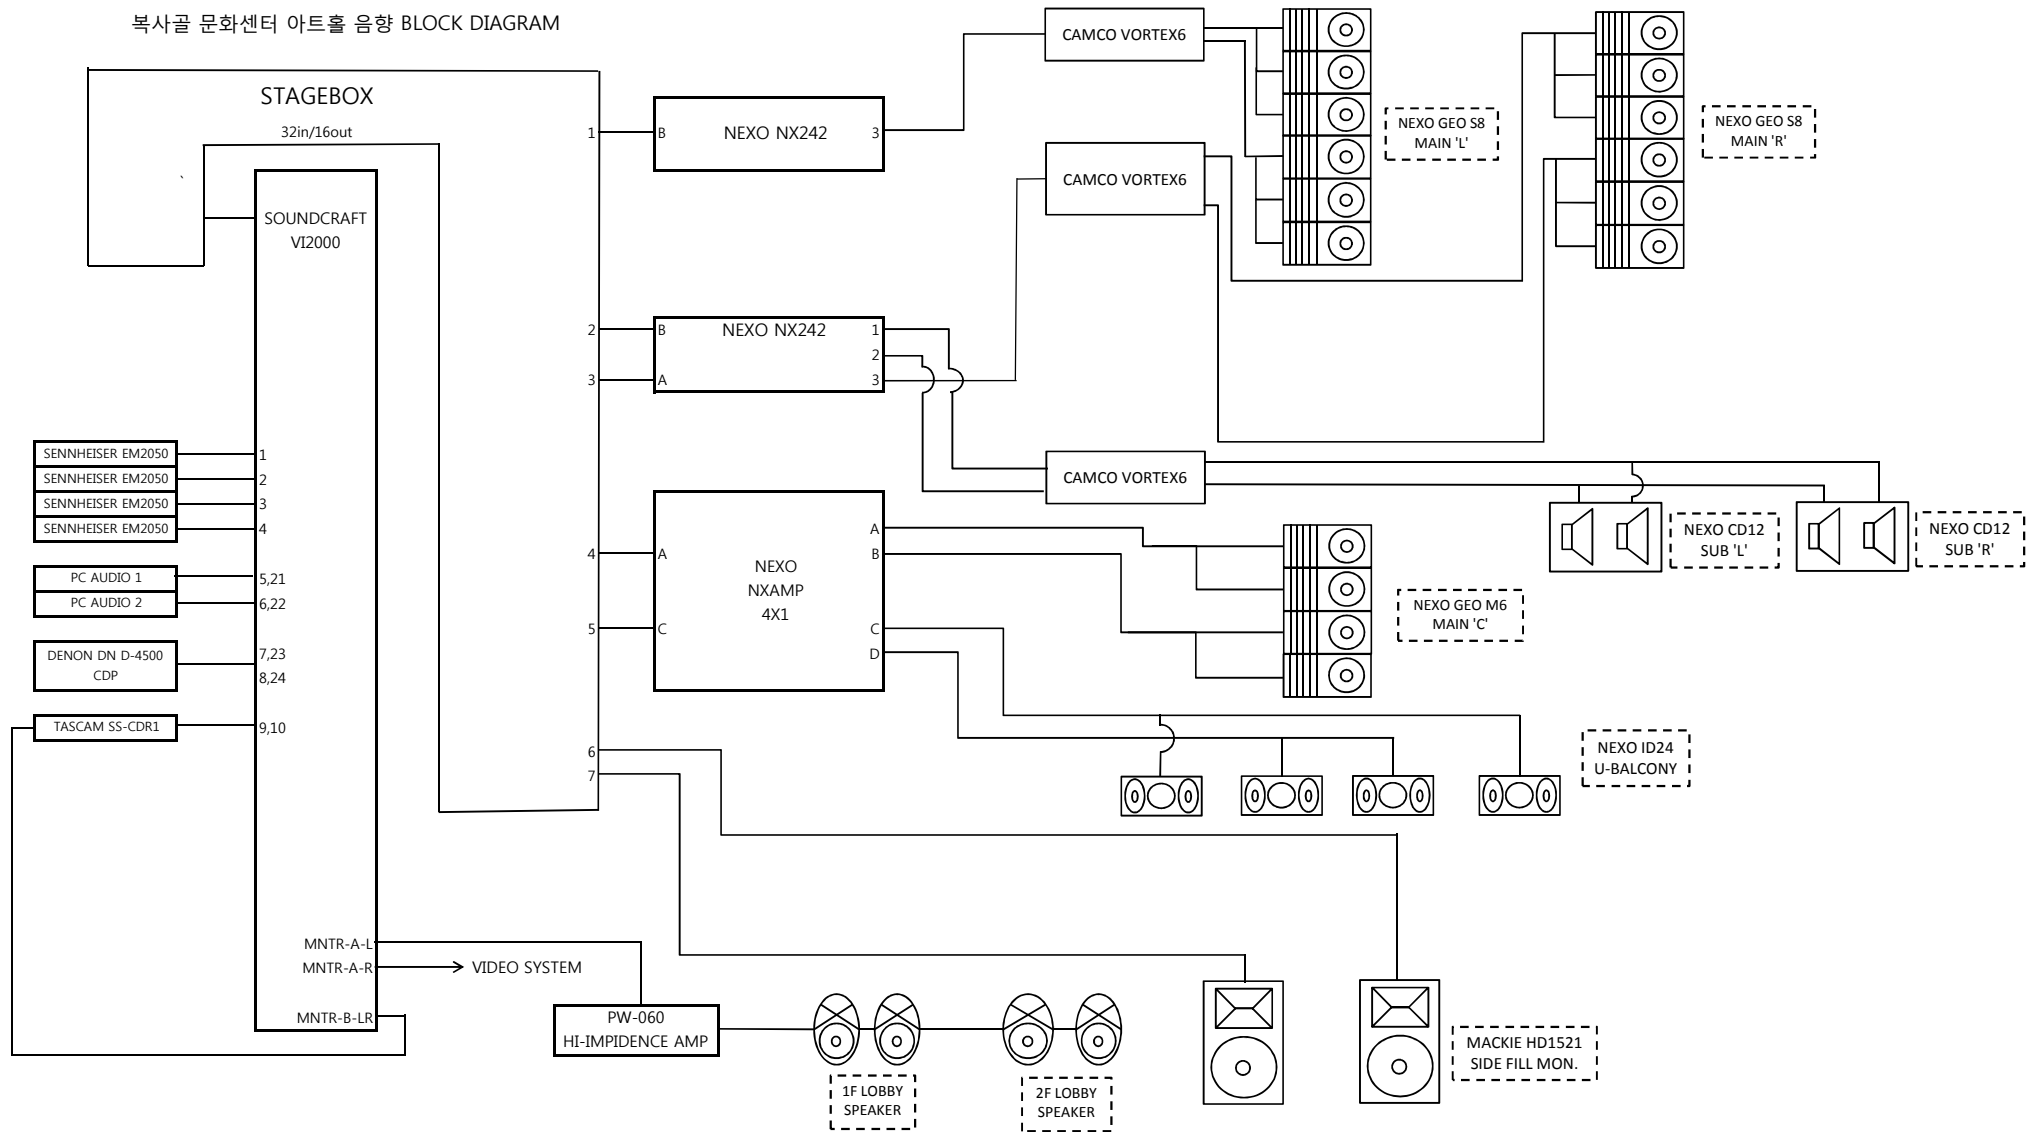 복사골 문화센터 아트홀 음향 BLOCK DIAGRAM
STAGEBOX
32in/16out
SOUNDCRAFT
VI2000
SENNHEISER EM2050
SENNHEISER EM2050
SENNHEISER EM2050
SENNHEISER EM2050
1
2
3
4
PC AUDIO 1
PC AUDIO 2
5,21
6,22
DENON DN D-4500
CDP
7,23
8,24
TASCAM SS-CDR1
9,10
MNTR-A-L
MNTR-A-R
VIDEO SYSTEM
MNTR-B-LR
1
2
3
4
5
6
7
B
NEXO NX242
3
B
A
NEXO NX242
1
2
3
A
C
NEXO
NXAMP
4X1
A
B
C
D
CAMCO VORTEX6
CAMCO VORTEX6
CAMCO VORTEX6
NEXO GEO S8
MAIN 'L'
NEXO GEO S8
MAIN 'R'
NEXO CD12
SUB 'L'
NEXO CD12
SUB 'R'
NEXO GEO M6
MAIN 'C'
NEXO ID24
U-BALCONY
PW-060
HI-IMPIDENCE AMP
1F LOBBY
SPEAKER
2F LOBBY
SPEAKER
MACKIE HD1521
SIDE FILL MON.